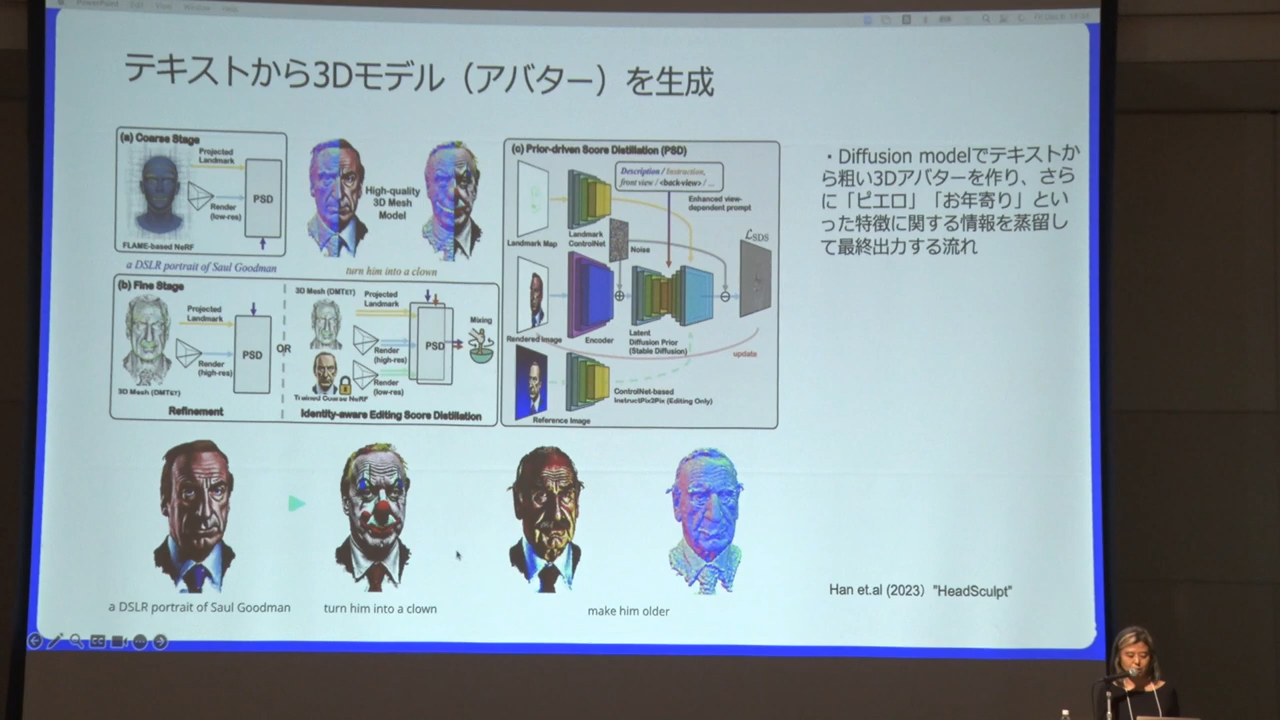 テキストから3Dモデル（アバター）を生成
(a) Coarse Stage
Projected
Landmark
Render
(low-res)
PSD
FLAME-based NeRF
High-quality
3D Mesh
Model
a DSLR portrait of Saul Goodman
turn him into a clown
(b) Fine Stage
Projected
Landmark
Render
(high-res)
PSD
3D Mesh (DMTET)
Refinement
OR
3D Mesh (DMTET)
Projected
Landmark
Render
(high-res)
Render
(low-res)
PSD
Mixing
Trained Coarse NeRF
Identity-aware Editing Score Distillation
(c) Prior-driven Score Distillation (PSD)
Description / Instruction,
front view / <back-view> / ...
Enhanced view-
dependent prompt
Landmark Map
Landmark
ControlNet
Noise
ℒSDS
Rendered Image
Encoder
Latent
Diffusion Prior
(Stable Diffusion)
update
ControlNet-based
InstructPix2Pix (Editing Only)
Reference Image
・Diffusion modelでテキストか
ら粗い3Dアバターを作り、さら
に「ピエロ」「お年寄り」とい
った特徴に関する情報を蒸留し
て最終出力する流れ
a DSLR portrait of Saul Goodman
turn him into a clown
make him older
Han et.al (2023) "HeadSculpt"